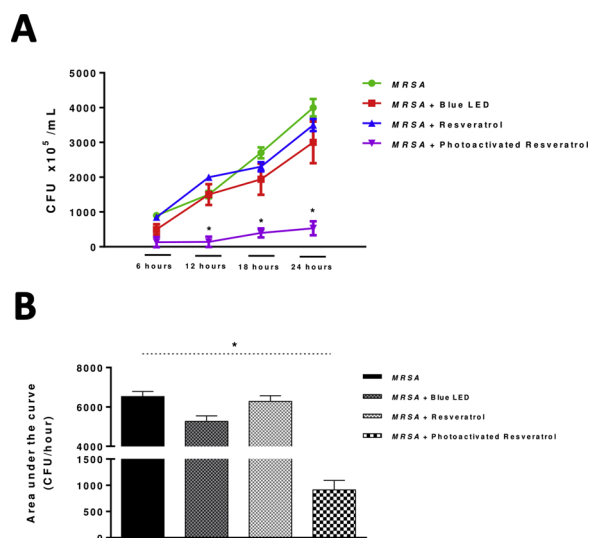 A
CFU x10⁵ /mL
5000
4000
3000
2000
1000
0
6 hours 12 hours 18 hours 24 hours
* * *
MRSA
MRSA + Blue LED
MRSA + Resveratrol
MRSA + Photoactivated Resveratrol
B
Area under the curve
(CFU/hour)
8000
6000
4000
1500
1000
500
0
*
MRSA
MRSA + Blue LED
MRSA + Resveratrol
MRSA + Photoactivated Resveratrol